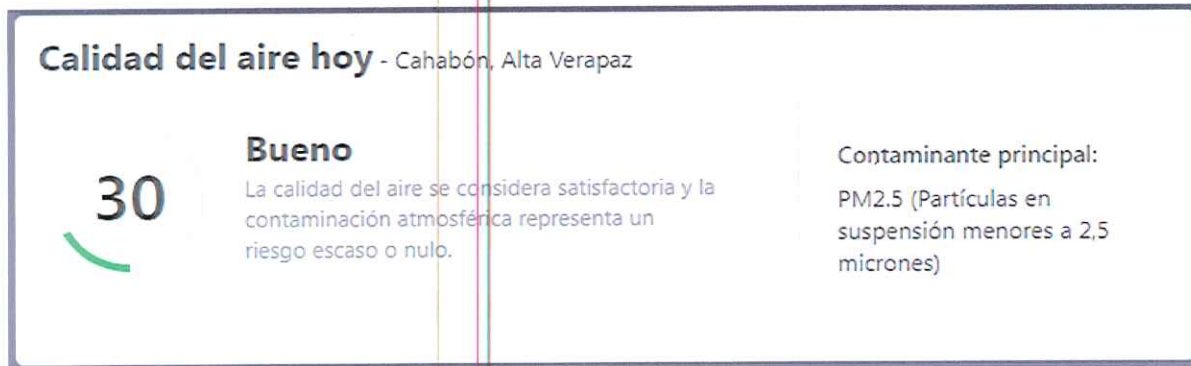 Calidad del aire hoy - Cahabón, Alta Verapaz
30
Bueno
La calidad del aire se considera satisfactoria y la
contaminación atmosférica representa un
riesgo escaso o nulo.
Contaminante principal:
PM2.5 (Partículas en
suspensión menores a 2,5
micrones)